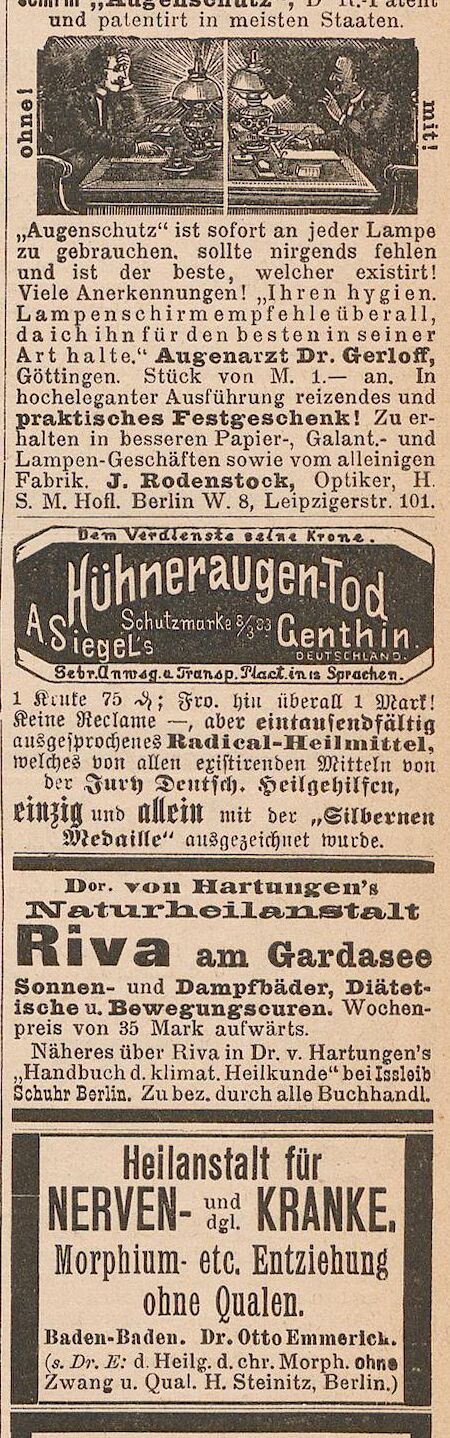 „Augenschutz“, D. R.-Patent
und patentirt in meisten Staaten.
ohne!
mit!
„Augenschutz“ ist sofort an jeder Lampe
zu gebrauchen. sollte nirgends fehlen
und ist der beste, welcher existirt!
Viele Anerkennungen! „Ihren hygien.
Lampenschirm empfehle überall,
da ich ihn für den besten in seiner
Art halte.“ Augenarzt Dr. Gerloff,
Göttingen. Stück von M. 1.— an. In
hocheleganter Ausführung reizendes und
praktisches Festgeschenk! Zu er-
halten in besseren Papier-, Galant.- und
Lampen-Geschäften sowie vom alleinigen
Fabrik. J. Rodenstock, Optiker, H.
S. M. Hofl. Berlin W. 8, Leipzigerstr. 101.
Dem Verdienste seine Krone.
Hühneraugen-Tod
A. Siegel's Schutzmarke 8/3 83 Genthin.
DEUTSCHLAND.
Gebr. Anwsg. u. Transp. Plact. in 12 Sprachen.
1 Kruke 75 ₰; Fro. hin überall 1 Mark!
Keine Reclame —, aber eintausendfältig
ausgesprochenes Radical-Heilmittel,
welches von allen existirenden Mitteln von
der Jury Deutsch. Heilgehilfen,
einzig und allein mit der „Silbernen
Medaille“ ausgezeichnet wurde.
Dor. von Hartungen's
Naturheilanstalt
Riva am Gardasee
Sonnen- und Dampfbäder, Diätet-
ische u. Bewegungscuren. Wochen-
preis von 35 Mark aufwärts.
Näheres über Riva in Dr. v. Hartungen's
„Handbuch d. klimat. Heilkunde“ bei Issleib
Schuhr Berlin. Zu bez. durch alle Buchhandl.
Heilanstalt für
NERVEN- und dgl. KRANKE.
Morphium- etc. Entziehung
ohne Qualen.
Baden-Baden. Dr. Otto Emmerich.
(s. Dr. E: d. Heilg. d. chr. Morph. ohne
Zwang u. Qual. H. Steinitz, Berlin.)